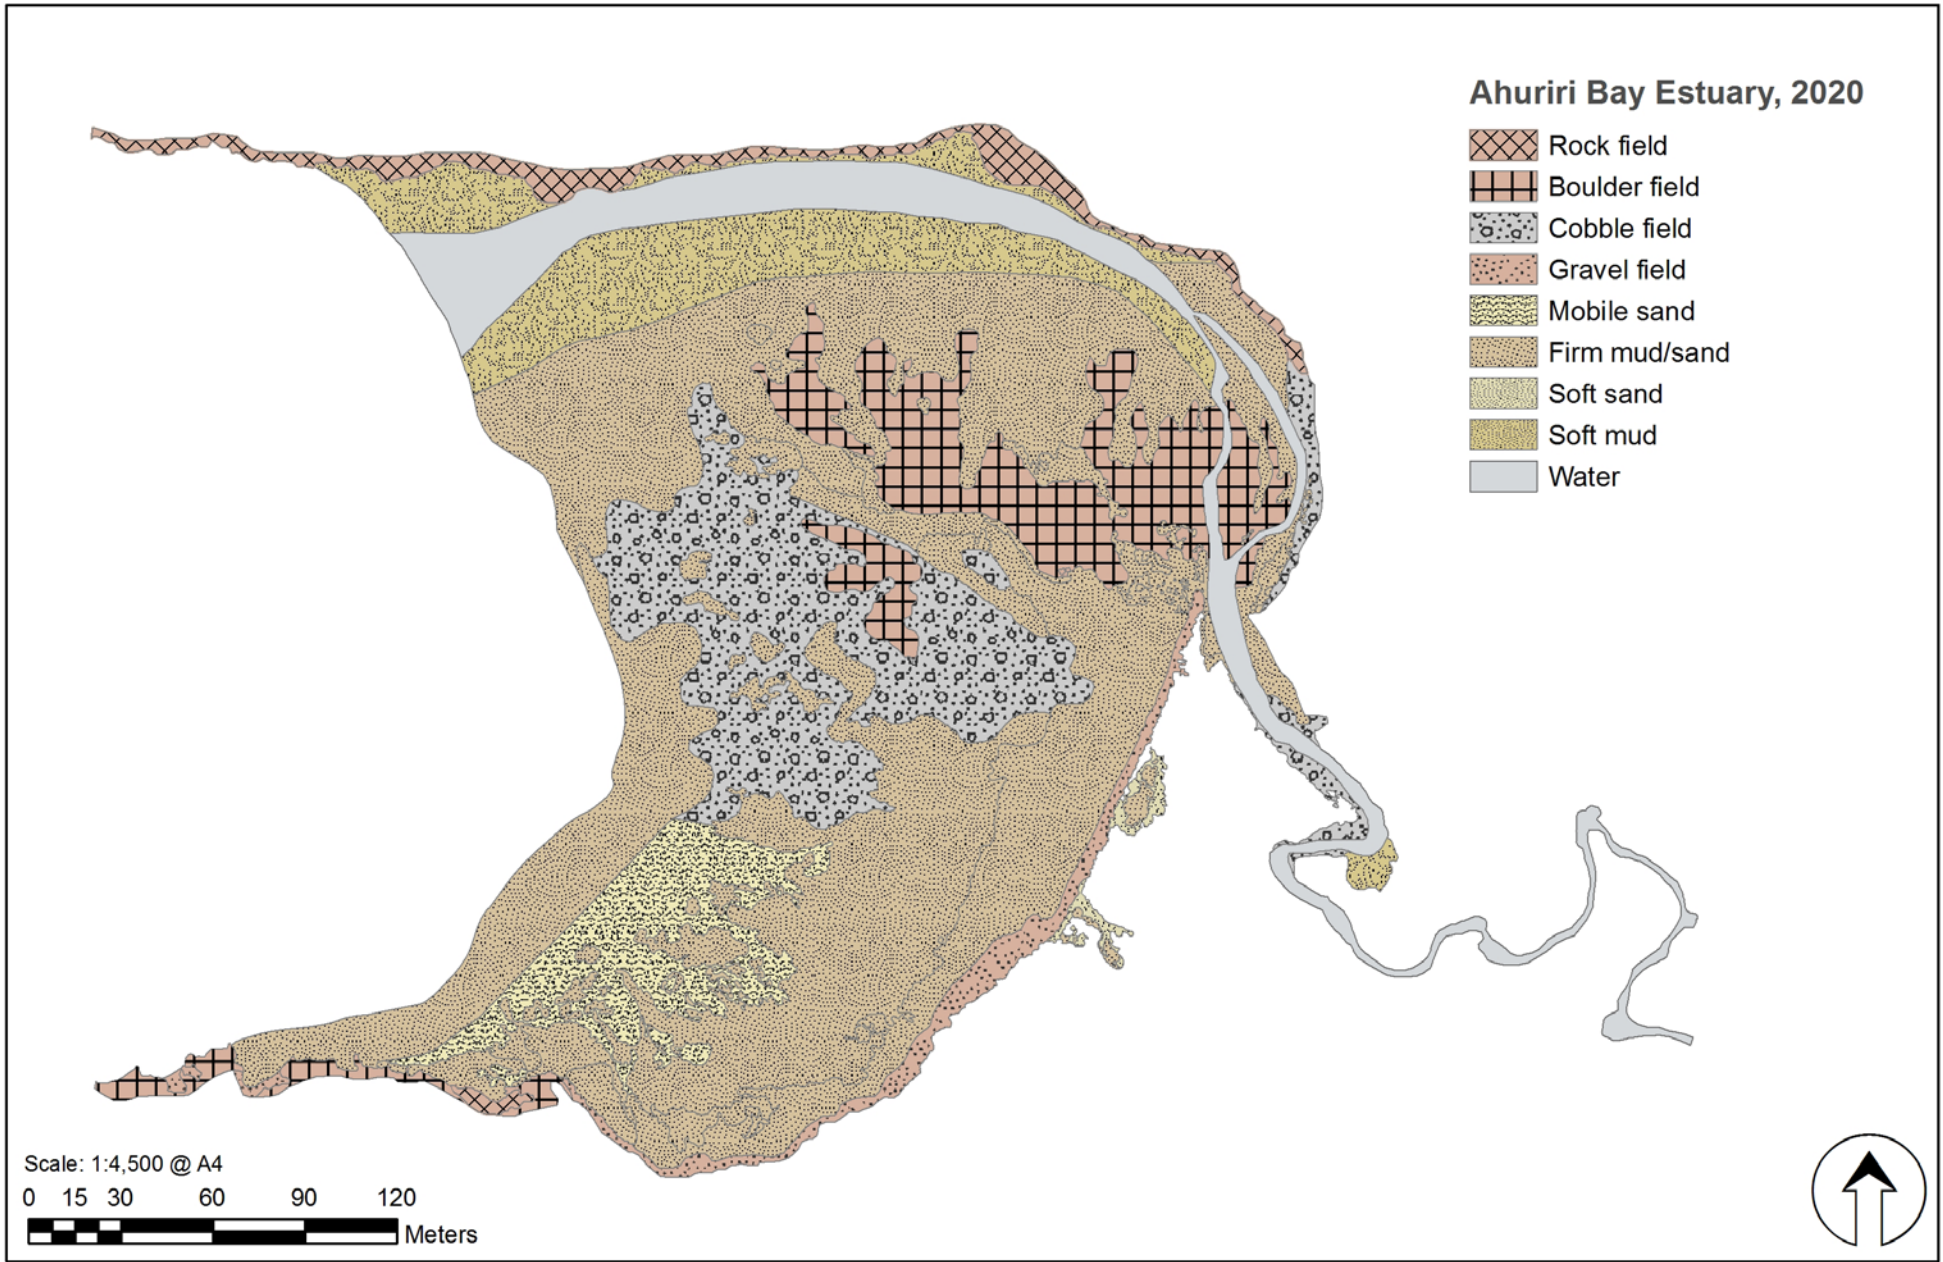 Ahuriri Bay Estuary, 2020
Rock field
Boulder field
Cobble field
Gravel field
Mobile sand
Firm mud/sand
Soft sand
Soft mud
Water
Scale: 1:4,500 @ A4
0 15 30 60 90 120
Meters